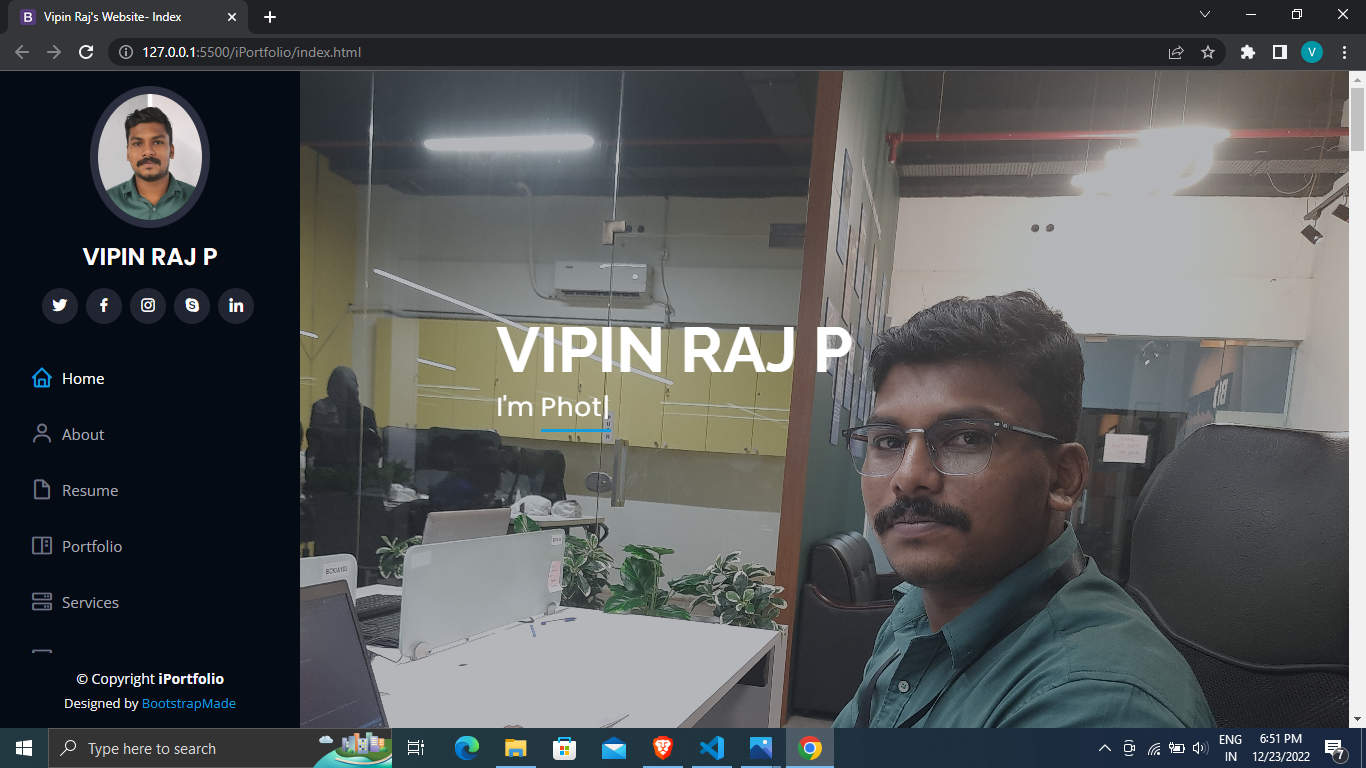 Vipin Raj's Website- Index
127.0.0.1:5500/iPortfolio/index.html
V
VIPIN RAJ P
Home
About
Resume
Portfolio
Services
© Copyright iPortfolio
Designed by BootstrapMade
VIPIN RAJ P
I'm Phot|
Type here to search
ENG
IN
6:51 PM
12/23/2022
7